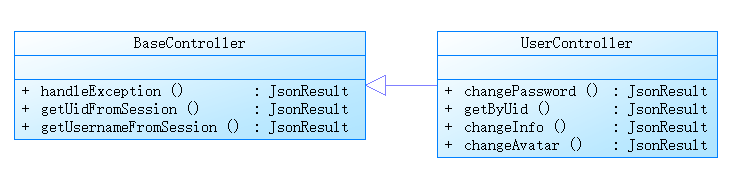 BaseController
+ handleException () : JsonResult
+ getUidFromSession () : JsonResult
+ getUsernameFromSession () : JsonResult
UserController
+ changePassword () : JsonResult
+ getByUid () : JsonResult
+ changeInfo () : JsonResult
+ changeAvatar () : JsonResult